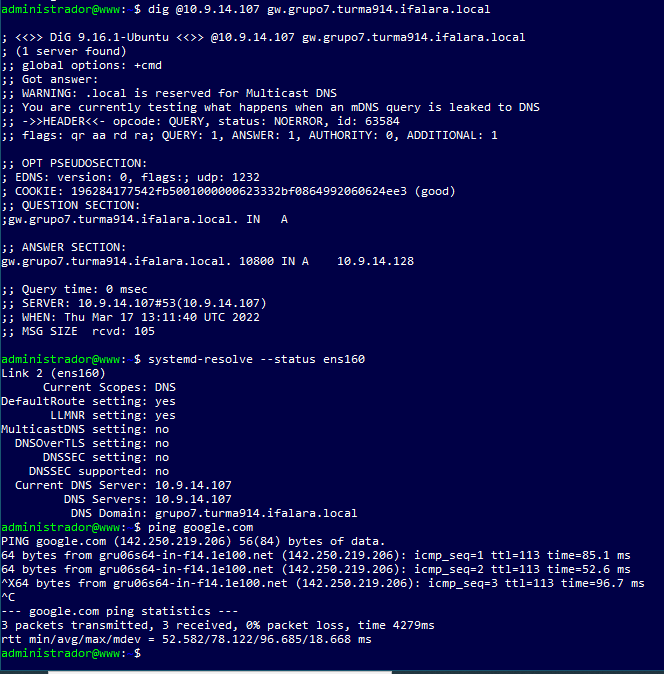 administrador@www: $ dig @10.9.14.107 gw.grupo7.turma914.ifalara.local

; <<>> DiG 9.16.1-Ubuntu <<>> @10.9.14.107 gw.grupo7.turma914.ifalara.local
; (1 server found)
;; global options: +cmd
;; Got answer:
;; WARNING: .local is reserved for Multicast DNS
;; You are currently testing what happens when an mDNS query is leaked to DNS
;; ->>HEADER<<- opcode: QUERY, status: NOERROR, id: 63584
;; flags: qr aa rd ra; QUERY: 1, ANSWER: 1, AUTHORITY: 0, ADDITIONAL: 1

;; OPT PSEUDOSECTION:
; EDNS: version: 0, flags:; udp: 1232
; COOKIE: 196284177542fb5001000000623332bf0864992060624ee3 (good)
;; QUESTION SECTION:
;gw.grupo7.turma914.ifalara.local. IN   A

;; ANSWER SECTION:
gw.grupo7.turma914.ifalara.local. 10800 IN A    10.9.14.128

;; Query time: 0 msec
;; SERVER: 10.9.14.107#53(10.9.14.107)
;; WHEN: Thu Mar 17 13:11:40 UTC 2022
;; MSG SIZE  rcvd: 105

administrador@www: $ systemd-resolve --status ens160
Link 2 (ens160)
      Current Scopes: DNS
DefaultRoute setting: yes
       LLMNR setting: yes
MulticastDNS setting: no
  DNSOverTLS setting: no
      DNSSEC setting: no
    DNSSEC supported: no
  Current DNS Server: 10.9.14.107
         DNS Servers: 10.9.14.107
          DNS Domain: grupo7.turma914.ifalara.local
administrador@www: $ ping google.com
PING google.com (142.250.219.206) 56(84) bytes of data.
64 bytes from gru06s64-in-f14.1e100.net (142.250.219.206): icmp_seq=1 ttl=113 time=85.1 ms
64 bytes from gru06s64-in-f14.1e100.net (142.250.219.206): icmp_seq=2 ttl=113 time=52.6 ms
^X64 bytes from gru06s64-in-f14.1e100.net (142.250.219.206): icmp_seq=3 ttl=113 time=96.7 ms
^C
--- google.com ping statistics ---
3 packets transmitted, 3 received, 0% packet loss, time 4279ms
rtt min/avg/max/mdev = 52.582/78.122/96.685/18.668 ms
administrador@www: $